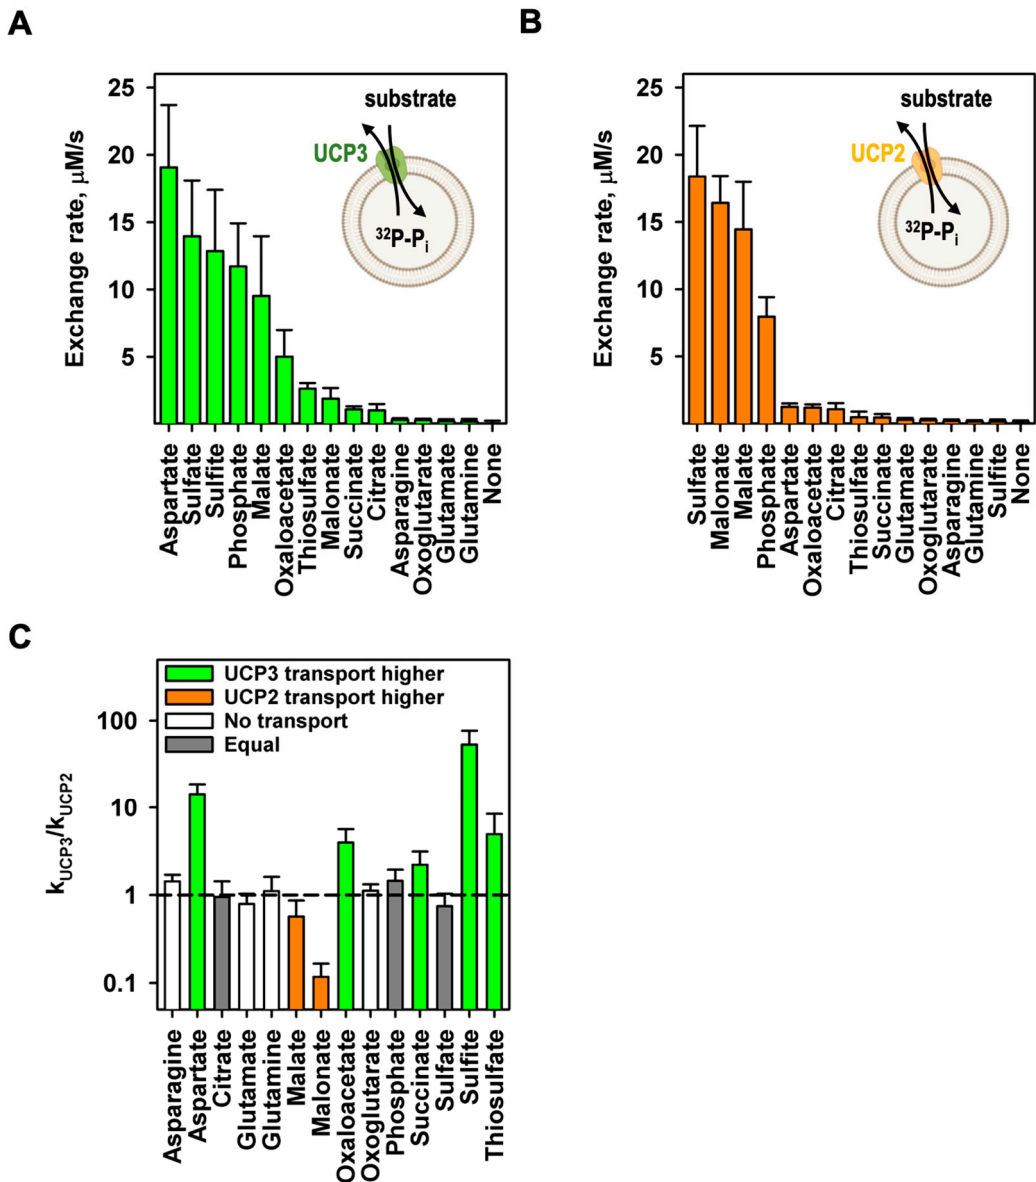 A
B
Exchange rate, μM/s
25
20
15
10
5
substrate
UCP3
³²P-Pᵢ
Aspartate
Sulfate
Sulfite
Phosphate
Malate
Oxaloacetate
Thiosulfate
Malonate
Succinate
Citrate
Asparagine
Oxoglutarate
Glutamate
Glutamine
None
Exchange rate, μM/s
25
20
15
10
5
substrate
UCP2
³²P-Pᵢ
Sulfate
Malonate
Malate
Phosphate
Aspartate
Oxaloacetate
Citrate
Thiosulfate
Succinate
Glutamate
Oxoglutarate
Asparagine
Glutamine
Sulfite
None
C
k_UCP3/k_UCP2
100
10
1
0.1
UCP3 transport higher
UCP2 transport higher
No transport
Equal
Asparagine
Aspartate
Citrate
Glutamate
Glutamine
Malate
Malonate
Oxaloacetate
Oxoglutarate
Phosphate
Succinate
Sulfate
Sulfite
Thiosulfate